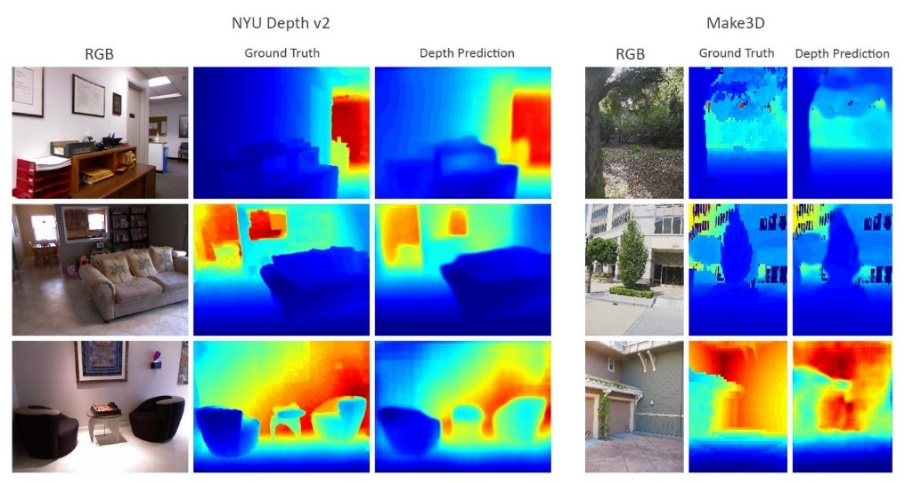 NYU Depth v2
Make3D
RGB
Ground Truth
Depth Prediction
RGB
Ground Truth
Depth Prediction